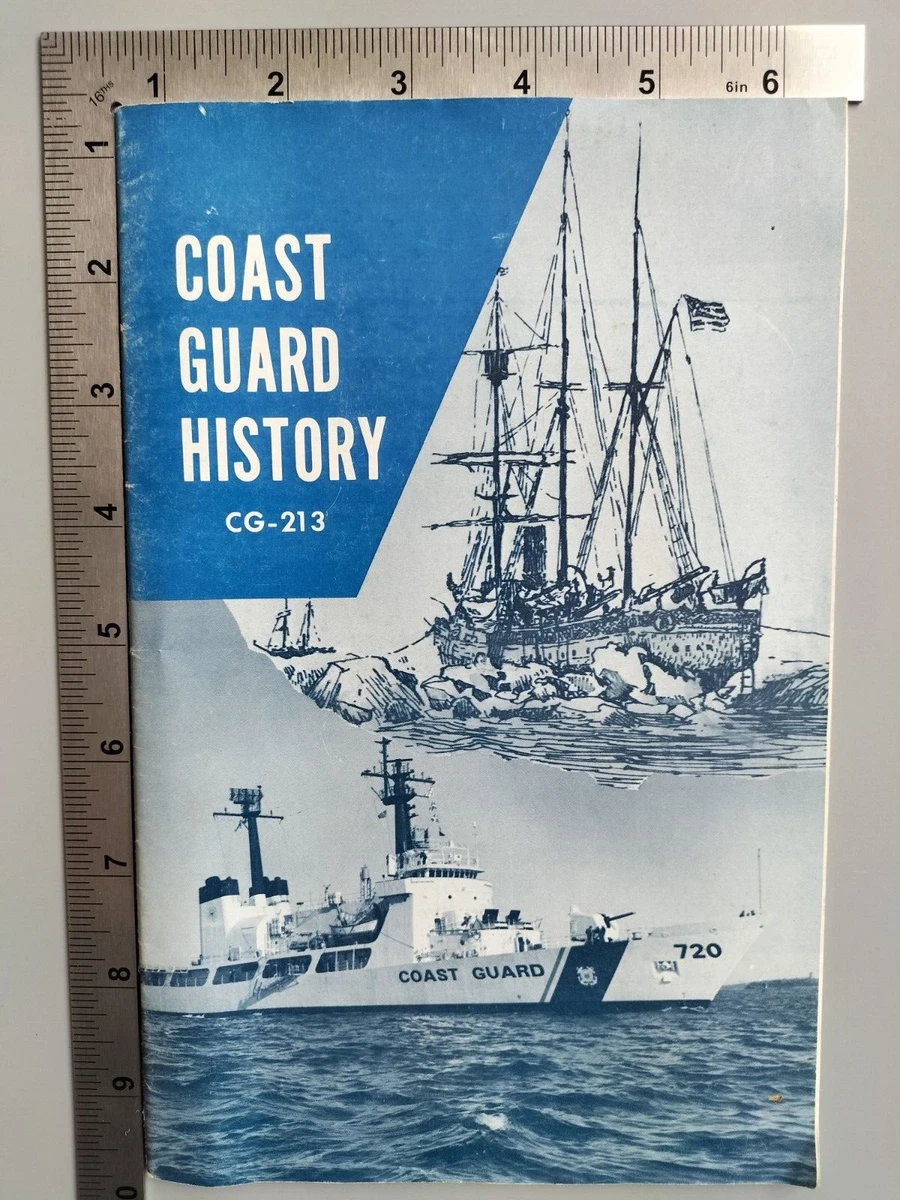 16THS
1 2 3 4 5 6in 6
1
2
3
4
5
6
7
8
9
COAST
GUARD
HISTORY
CG-213
BEAR
COAST GUARD
720